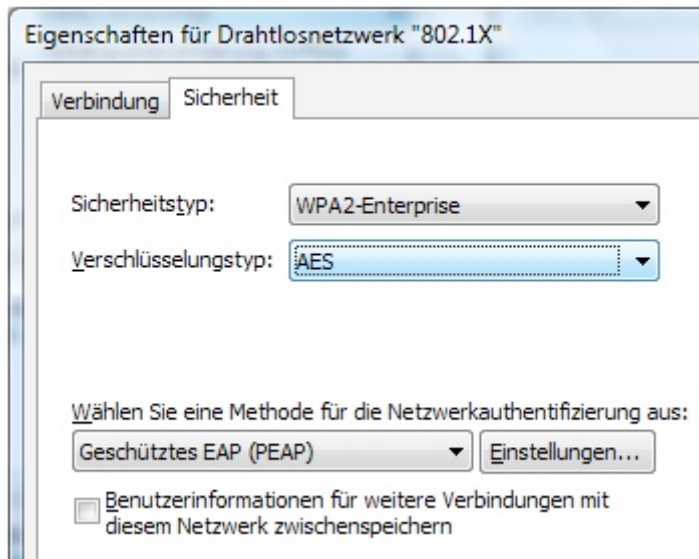 Eigenschaften für Drahtlosnetzwerk "802.1X"
Verbindung Sicherheit
Sicherheitstyp: WPA2-Enterprise
Verschlüsselungstyp: AES
Wählen Sie eine Methode für die Netzwerkauthentifizierung aus:
Geschütztes EAP (PEAP) Einstellungen...
Benutzerinformationen für weitere Verbindungen mit
diesem Netzwerk zwischenspeichern